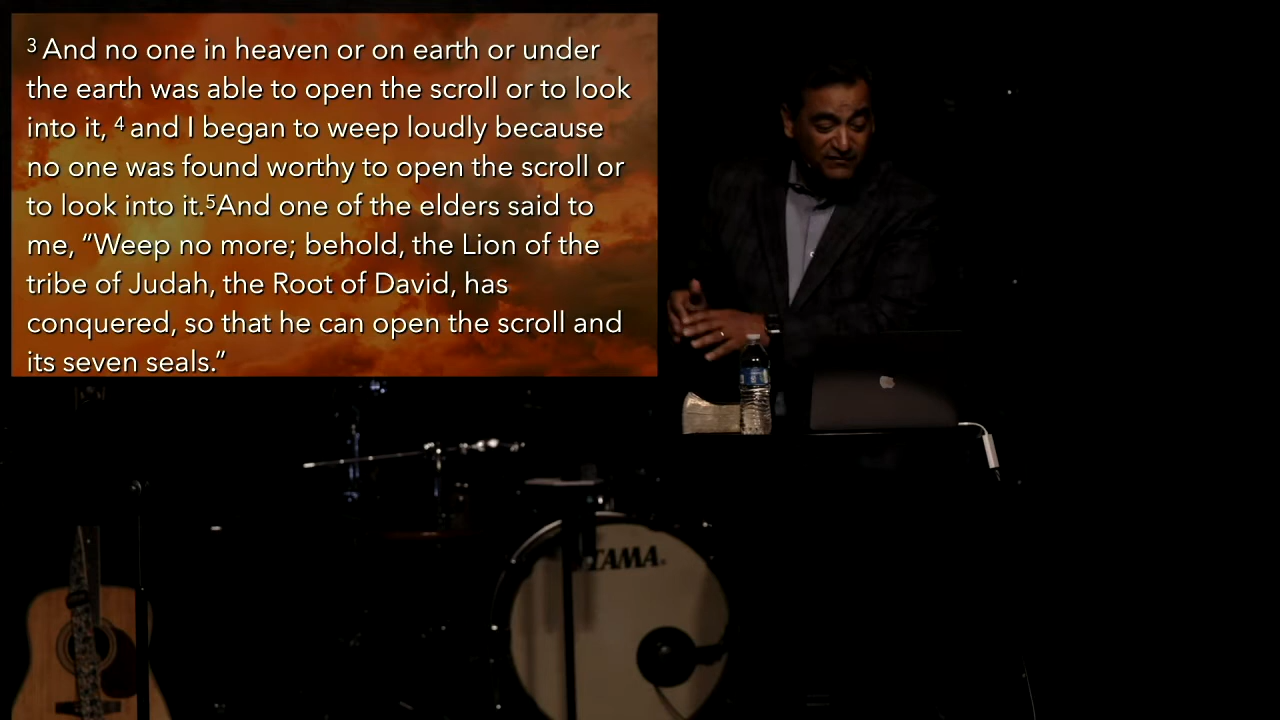 ³ And no one in heaven or on earth or under
the earth was able to open the scroll or to look
into it, ⁴ and I began to weep loudly because
no one was found worthy to open the scroll or
to look into it.⁵And one of the elders said to
me, “Weep no more; behold, the Lion of the
tribe of Judah, the Root of David, has
conquered, so that he can open the scroll and
its seven seals.”
TAMA.